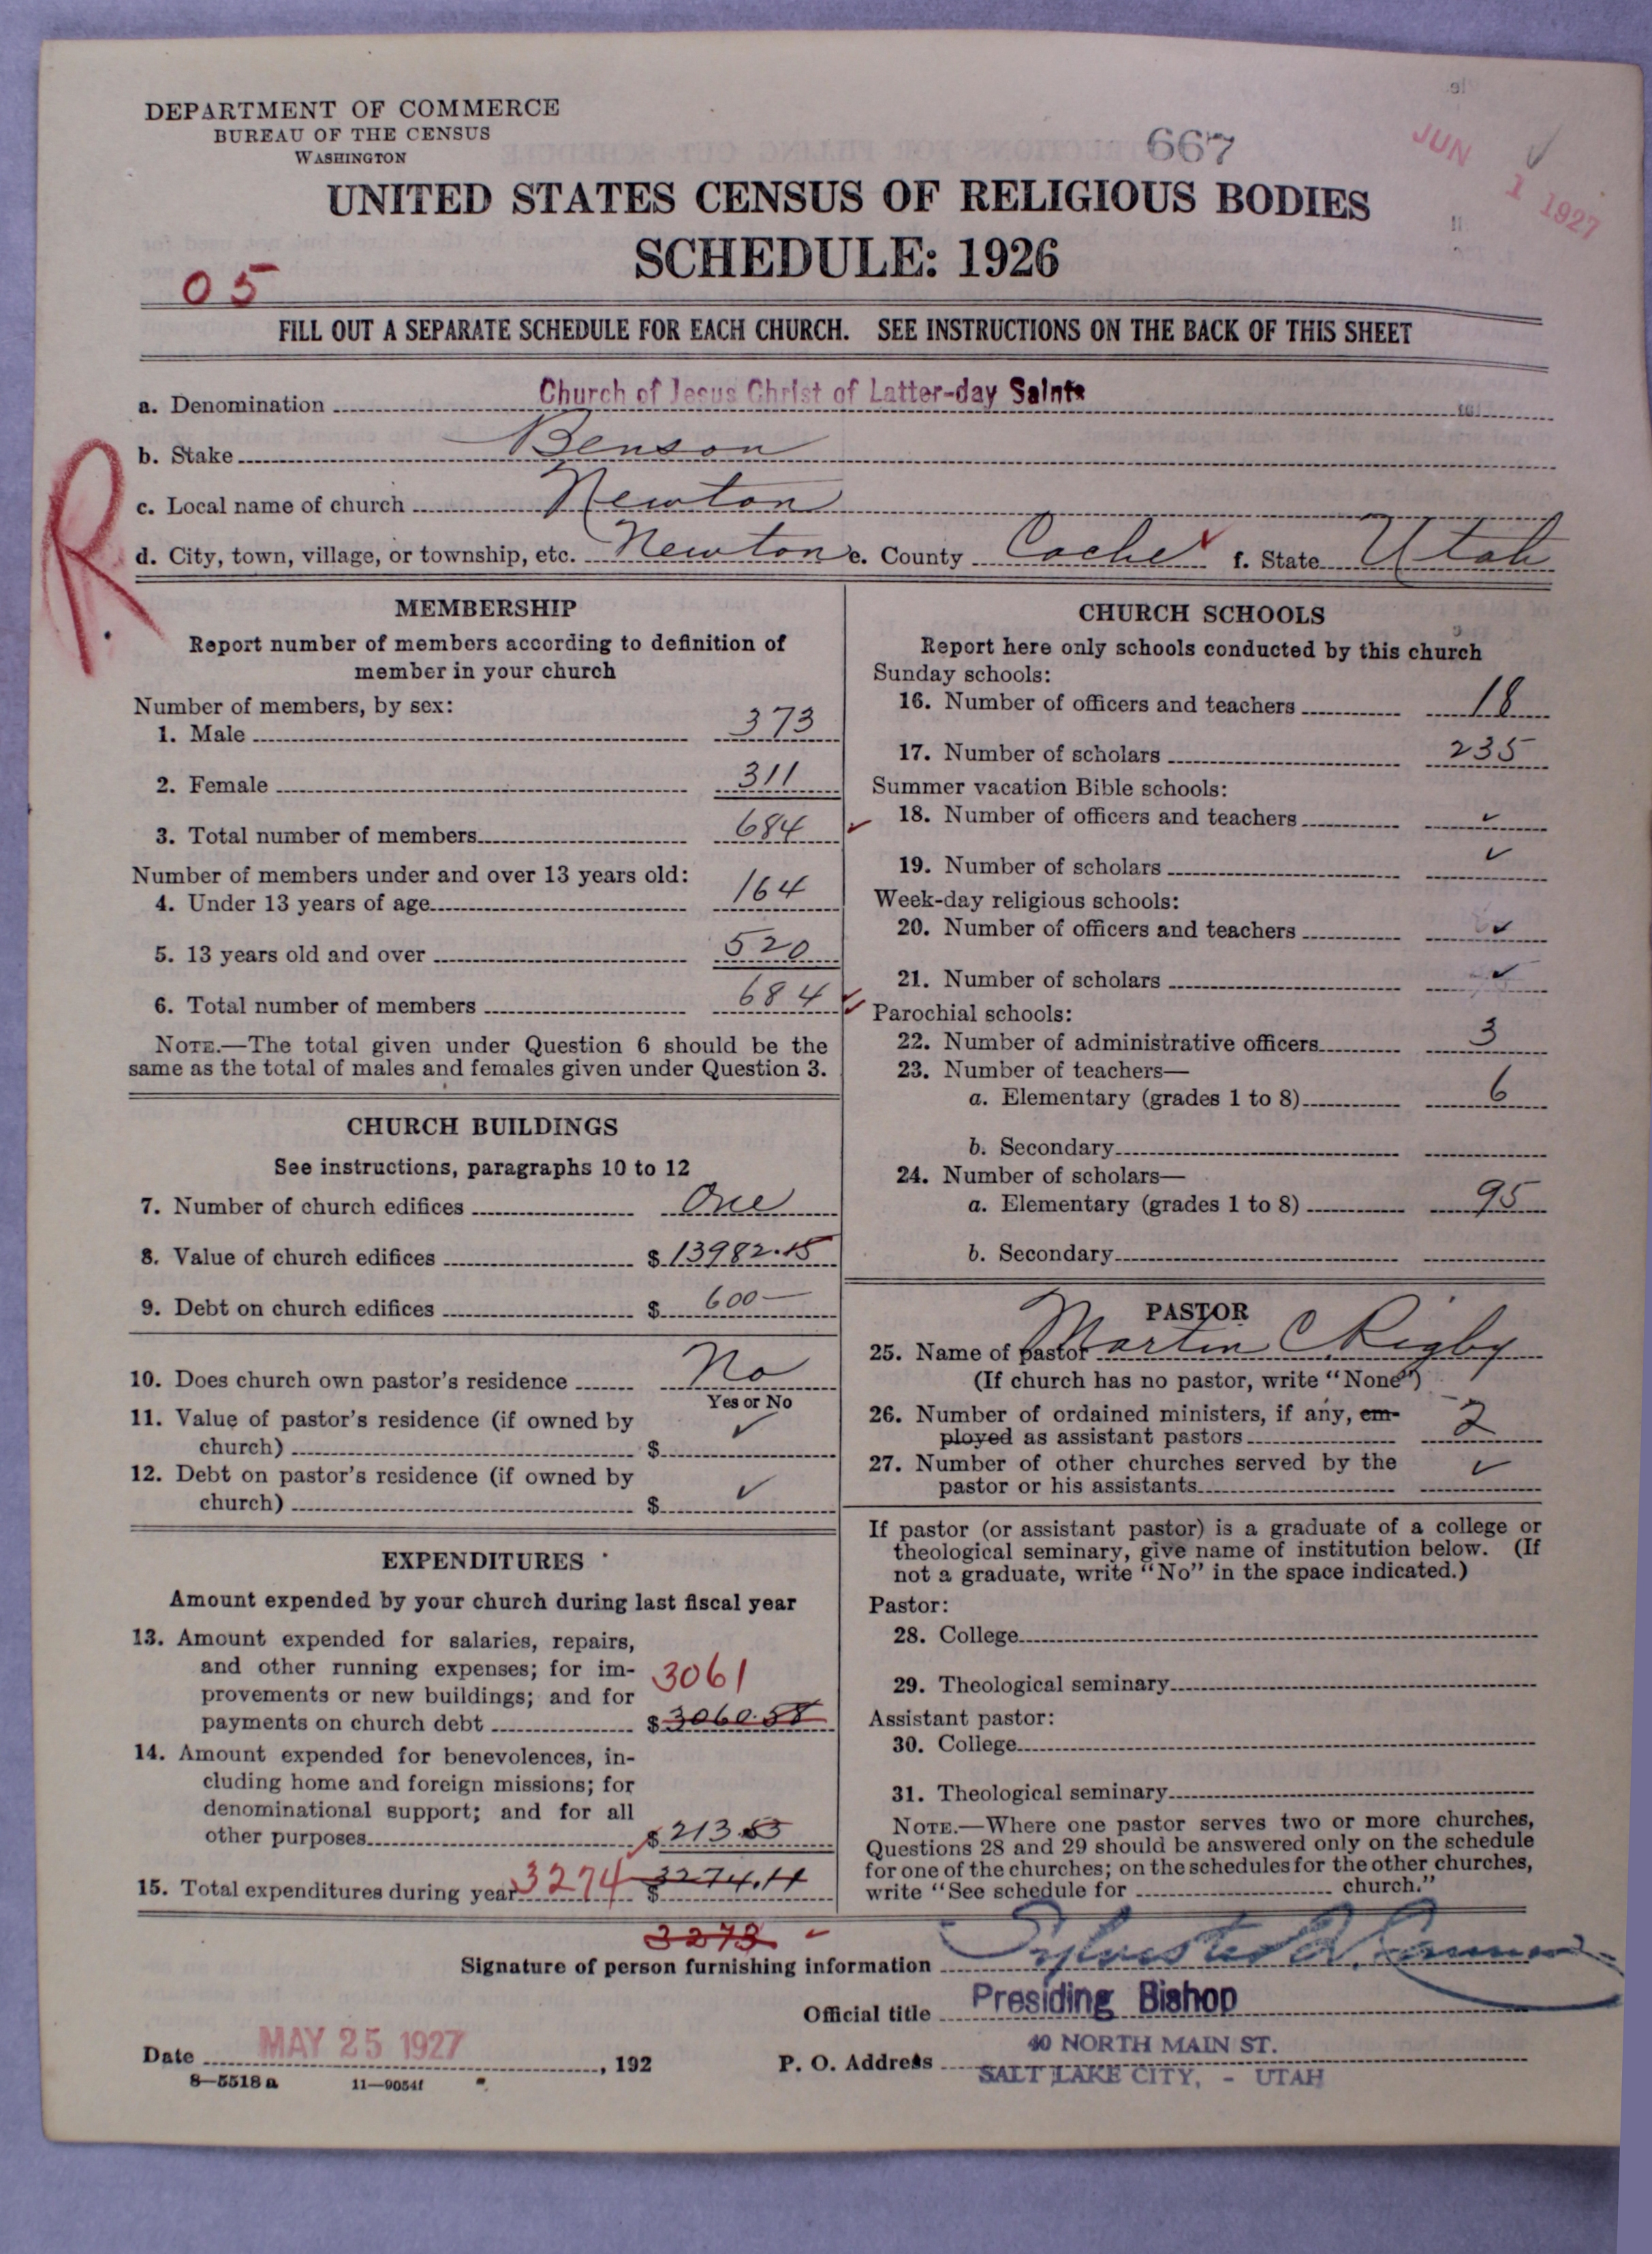 DEPARTMENT OF COMMERCE
BUREAU OF THE CENSUS
WASHINGTON
667
JUN 1 1927
UNITED STATES CENSUS OF RELIGIOUS BODIES
SCHEDULE: 1926
05
FILL OUT A SEPARATE SCHEDULE FOR EACH CHURCH. SEE INSTRUCTIONS ON THE BACK OF THIS SHEET
a. Denomination Church of Jesus Christ of Latter-day Saints
b. Stake Benson
c. Local name of church Newton
d. City, town, village, or township, etc. Newton e. County Cache f. State Utah
R.
MEMBERSHIP
Report number of members according to definition of
member in your church
Number of members, by sex:
1. Male 373
2. Female 311
3. Total number of members 684
Number of members under and over 13 years old:
4. Under 13 years of age 164
5. 13 years old and over 520
6. Total number of members 684
NOTE.—The total given under Question 6 should be the
same as the total of males and females given under Question 3.
CHURCH BUILDINGS
See instructions, paragraphs 10 to 12
7. Number of church edifices One
8. Value of church edifices $ 13982.15
9. Debt on church edifices $ 600—
10. Does church own pastor's residence No
Yes or No
11. Value of pastor's residence (if owned by
church) $ ✓
12. Debt on pastor's residence (if owned by
church) $ ✓
EXPENDITURES
Amount expended by your church during last fiscal year
13. Amount expended for salaries, repairs,
and other running expenses; for im-
provements or new buildings; and for 3061
payments on church debt $ 3060.58
14. Amount expended for benevolences, in-
cluding home and foreign missions; for
denominational support; and for all
other purposes $ 213.53
15. Total expenditures during year 3274 $ 3274.11
3273
CHURCH SCHOOLS
Report here only schools conducted by this church
Sunday schools:
16. Number of officers and teachers 18
17. Number of scholars 235
Summer vacation Bible schools:
18. Number of officers and teachers ✓
19. Number of scholars ✓
Week-day religious schools:
20. Number of officers and teachers ✓
21. Number of scholars ✓
Parochial schools:
22. Number of administrative officers 3
23. Number of teachers—
a. Elementary (grades 1 to 8) 6
b. Secondary
24. Number of scholars—
a. Elementary (grades 1 to 8) 95
b. Secondary
PASTOR
25. Name of pastor Martin C Rigby
(If church has no pastor, write "None")
26. Number of ordained ministers, if any, em-
ployed as assistant pastors 2
27. Number of other churches served by the
pastor or his assistants ✓
If pastor (or assistant pastor) is a graduate of a college or
theological seminary, give name of institution below. (If
not a graduate, write "No" in the space indicated.)
Pastor:
28. College
29. Theological seminary
Assistant pastor:
30. College
31. Theological seminary
NOTE.—Where one pastor serves two or more churches,
Questions 28 and 29 should be answered only on the schedule
for one of the churches; on the schedules for the other churches,
write "See schedule for church."
Signature of person furnishing information Sylvester Q. Cannon
Official title Presiding Bishop
Date MAY 25 1927, 192
P. O. Address 40 NORTH MAIN ST.
SALT LAKE CITY, - UTAH
8—5518 a 11—9054f